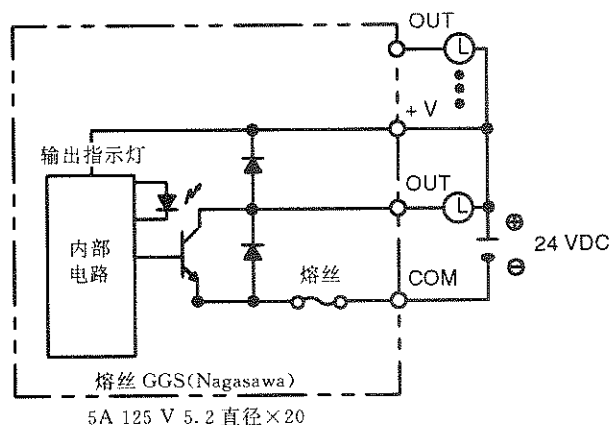 OUT
L
+ V
输出指示灯
OUT
L
内部
电路
24 VDC
熔丝
COM
熔丝 GGS(Nagasawa)
5A 125 V 5.2 直径×20